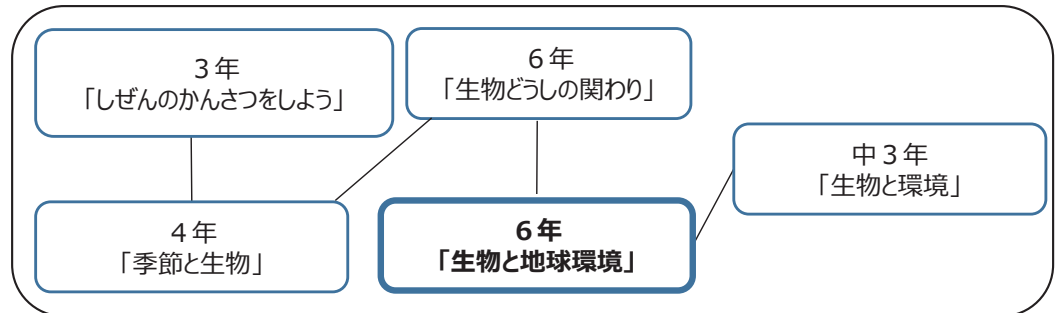 ３年
「しぜんのかんさつをしよう」
６年
「生物どうしの関わり」
中３年
「生物と環境」
４年
「季節と生物」
６年
「生物と地球環境」